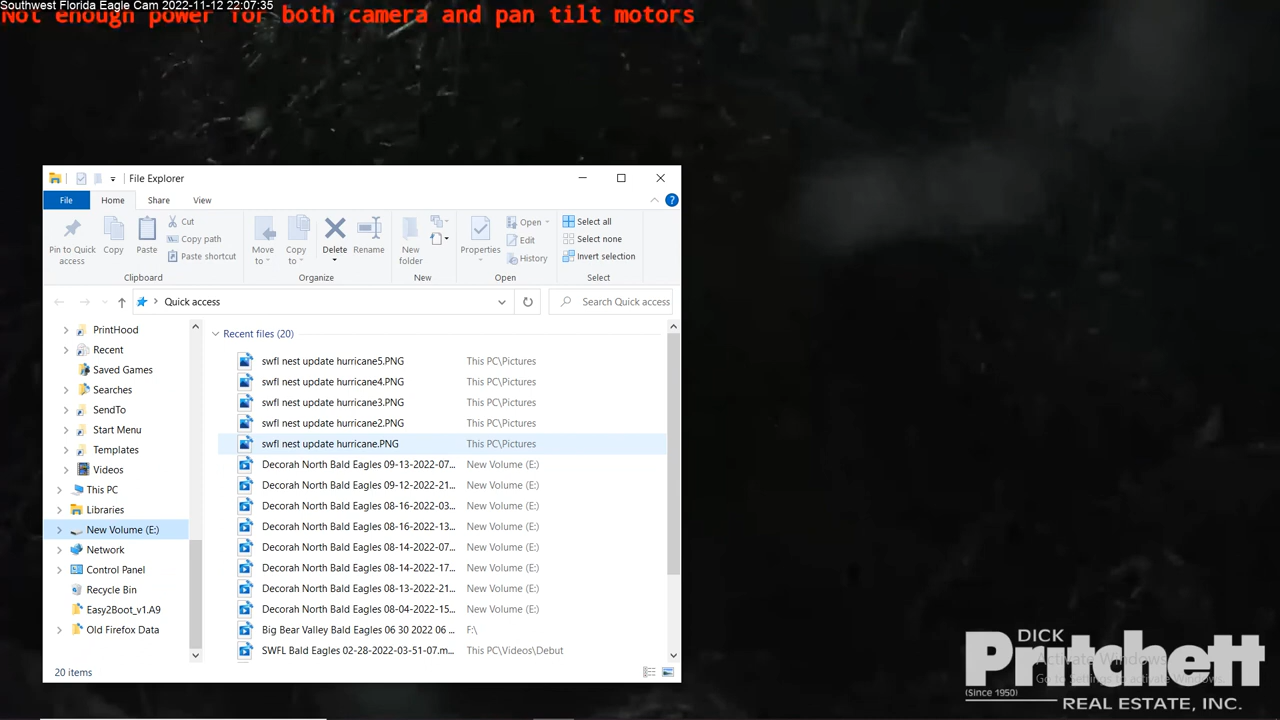 Southwest Florida Eagle Cam 2022-11-12 22:07:35
Not enough power for both camera and pan tilt motors
File Explorer
File Home Share View
Pin to Quick access
Copy
Paste
Cut
Copy path
Paste shortcut
Clipboard
Move to
Copy to
Delete
Rename
Organize
New folder
New
Properties
Open
Edit
History
Open
Select all
Select none
Invert selection
Select
Quick access
Search Quick access
PrintHood
Recent
Saved Games
Searches
SendTo
Start Menu
Templates
Videos
This PC
Libraries
New Volume (E:)
Network
Control Panel
Recycle Bin
Easy2Boot_v1.A9
Old Firefox Data
Recent files (20)
swfl nest update hurricane5.PNG This PC\Pictures
swfl nest update hurricane4.PNG This PC\Pictures
swfl nest update hurricane3.PNG This PC\Pictures
swfl nest update hurricane2.PNG This PC\Pictures
swfl nest update hurricane.PNG This PC\Pictures
Decorah North Bald Eagles 09-13-2022-07... New Volume (E:)
Decorah North Bald Eagles 09-12-2022-21... New Volume (E:)
Decorah North Bald Eagles 08-16-2022-03... New Volume (E:)
Decorah North Bald Eagles 08-16-2022-13... New Volume (E:)
Decorah North Bald Eagles 08-14-2022-07... New Volume (E:)
Decorah North Bald Eagles 08-14-2022-17... New Volume (E:)
Decorah North Bald Eagles 08-13-2022-21... New Volume (E:)
Decorah North Bald Eagles 08-04-2022-15... New Volume (E:)
Big Bear Valley Bald Eagles 06 30 2022 06 ... F:\
SWFL Bald Eagles 02-28-2022-03-51-07.m... This PC\Videos\Debut
20 items
DICK
Pritchett
Activate Windows
Go to Settings to activate Windows.
(Since 1950)
REAL ESTATE, INC.